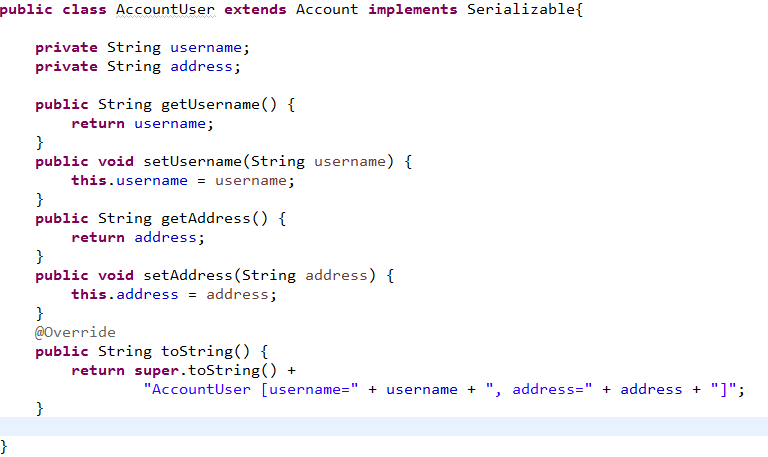 public class AccountUser extends Account implements Serializable{
private String username;
private String address;
public String getUsername() {
return username;
}
public void setUsername(String username) {
this.username = username;
}
public String getAddress() {
return address;
}
public void setAddress(String address) {
this.address = address;
}
@Override
public String toString() {
return super.toString() +
"AccountUser [username=" + username + ", address=" + address + "]";
}
}